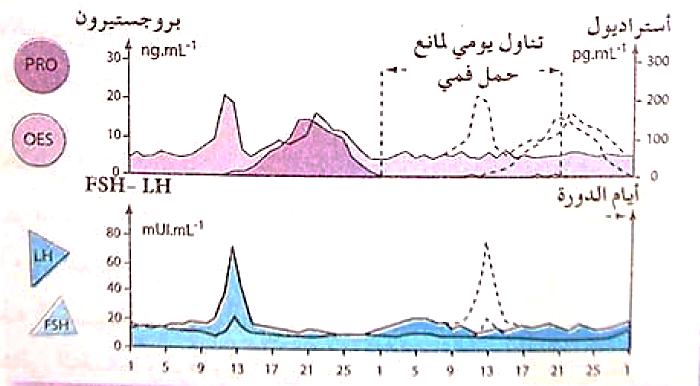 بروجستيرون
أستراديول
PRO
OES
ng.mL-1
pg.mL-1
تناول يومي لمانع
حمل فمي
30
20
10
0
300
200
100
0
FSH – LH
أيام الدورة
LH
FSH
mUI.mL-1
80
60
40
20
0
1 5 9 13 17 21 25 1 5 9 13 17 21 25 1